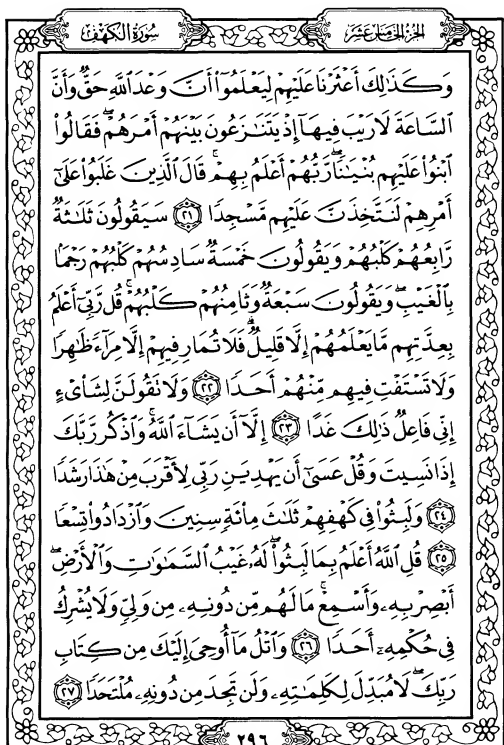 الجزء الخامس عشر
سورة الكهف
وَكَذَٰلِكَ أَعْثَرْنَا عَلَيْهِمْ لِيَعْلَمُوٓا۟ أَنَّ وَعْدَ ٱللَّهِ حَقٌّ وَأَنَّ
ٱلسَّاعَةَ لَا رَيْبَ فِيهَآ إِذْ يَتَنَٰزَعُونَ بَيْنَهُمْ أَمْرَهُمْ ۖ فَقَالُوا۟
ٱبْنُوا۟ عَلَيْهِم بُنْيَٰنًا ۖ رَّبُّهُمْ أَعْلَمُ بِهِمْ ۚ قَالَ ٱلَّذِينَ غَلَبُوا۟ عَلَىٰٓ
أَمْرِهِمْ لَنَتَّخِذَنَّ عَلَيْهِم مَّسْجِدًا ٢١ سَيَقُولُونَ ثَلَٰثَةٌ
رَّابِعُهُمْ كَلْبُهُمْ وَيَقُولُونَ خَمْسَةٌ سَادِسُهُمْ كَلْبُهُمْ رَجْمًۢا
بِٱلْغَيْبِ ۖ وَيَقُولُونَ سَبْعَةٌ وَثَامِنُهُمْ كَلْبُهُمْ ۚ قُل رَّبِّىٓ أَعْلَمُ
بِعِدَّتِهِم مَّا يَعْلَمُهُمْ إِلَّا قَلِيلٌ ۗ فَلَا تُمَارِ فِيهِمْ إِلَّا مِرَآءً ظَٰهِرًا
وَلَا تَسْتَفْتِ فِيهِم مِّنْهُمْ أَحَدًا ٢٢ وَلَا تَقُولَنَّ لِشَا۟ىْءٍ
إِنِّى فَاعِلٌ ذَٰلِكَ غَدًا ٢٣ إِلَّآ أَن يَشَآءَ ٱللَّهُ ۚ وَٱذْكُر رَّبَّكَ
إِذَا نَسِيتَ وَقُلْ عَسَىٰٓ أَن يَهْدِيَنِ رَبِّى لِأَقْرَبَ مِنْ هَٰذَا رَشَدًا
٢٤ وَلَبِثُوا۟ فِى كَهْفِهِمْ ثَلَٰثَ مِا۟ئَةٍ سِنِينَ وَٱزْدَادُوا۟ تِسْعًا
٢٥ قُلِ ٱللَّهُ أَعْلَمُ بِمَا لَبِثُوا۟ ۖ لَهُۥ غَيْبُ ٱلسَّمَٰوَٰتِ وَٱلْأَرْضِ ۖ
أَبْصِرْ بِهِۦ وَأَسْمِعْ ۚ مَا لَهُم مِّن دُونِهِۦ مِن وَلِىٍّ وَلَا يُشْرِكُ
فِى حُكْمِهِۦٓ أَحَدًا ٢٦ وَٱتْلُ مَآ أُوحِىَ إِلَيْكَ مِن كِتَابِ
رَبِّكَ ۖ لَا مُبَدِّلَ لِكَلِمَٰتِهِۦ وَلَن تَجِدَ مِن دُونِهِۦ مُلْتَحَدًا ٢٧
٢٩٦